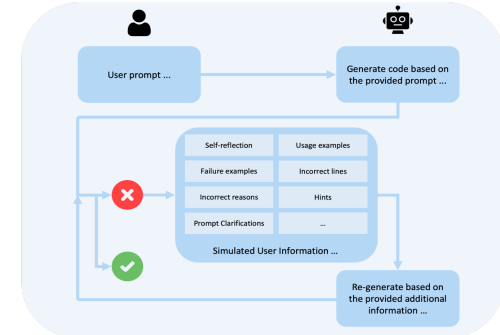 User prompt ...
Generate code based on
the provided prompt ...
Self-reflection
Usage examples
Failure examples
Incorrect lines
Incorrect reasons
Hints
Prompt Clarifications
...
Simulated User Information ...
Re-generate based on
the provided additional
information ...